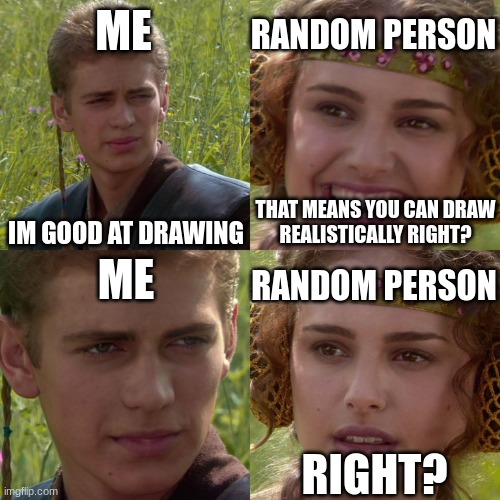 ME
IM GOOD AT DRAWING
RANDOM PERSON
THAT MEANS YOU CAN DRAW
REALISTICALLY RIGHT?
ME
RANDOM PERSON
RIGHT?
imgflip.com